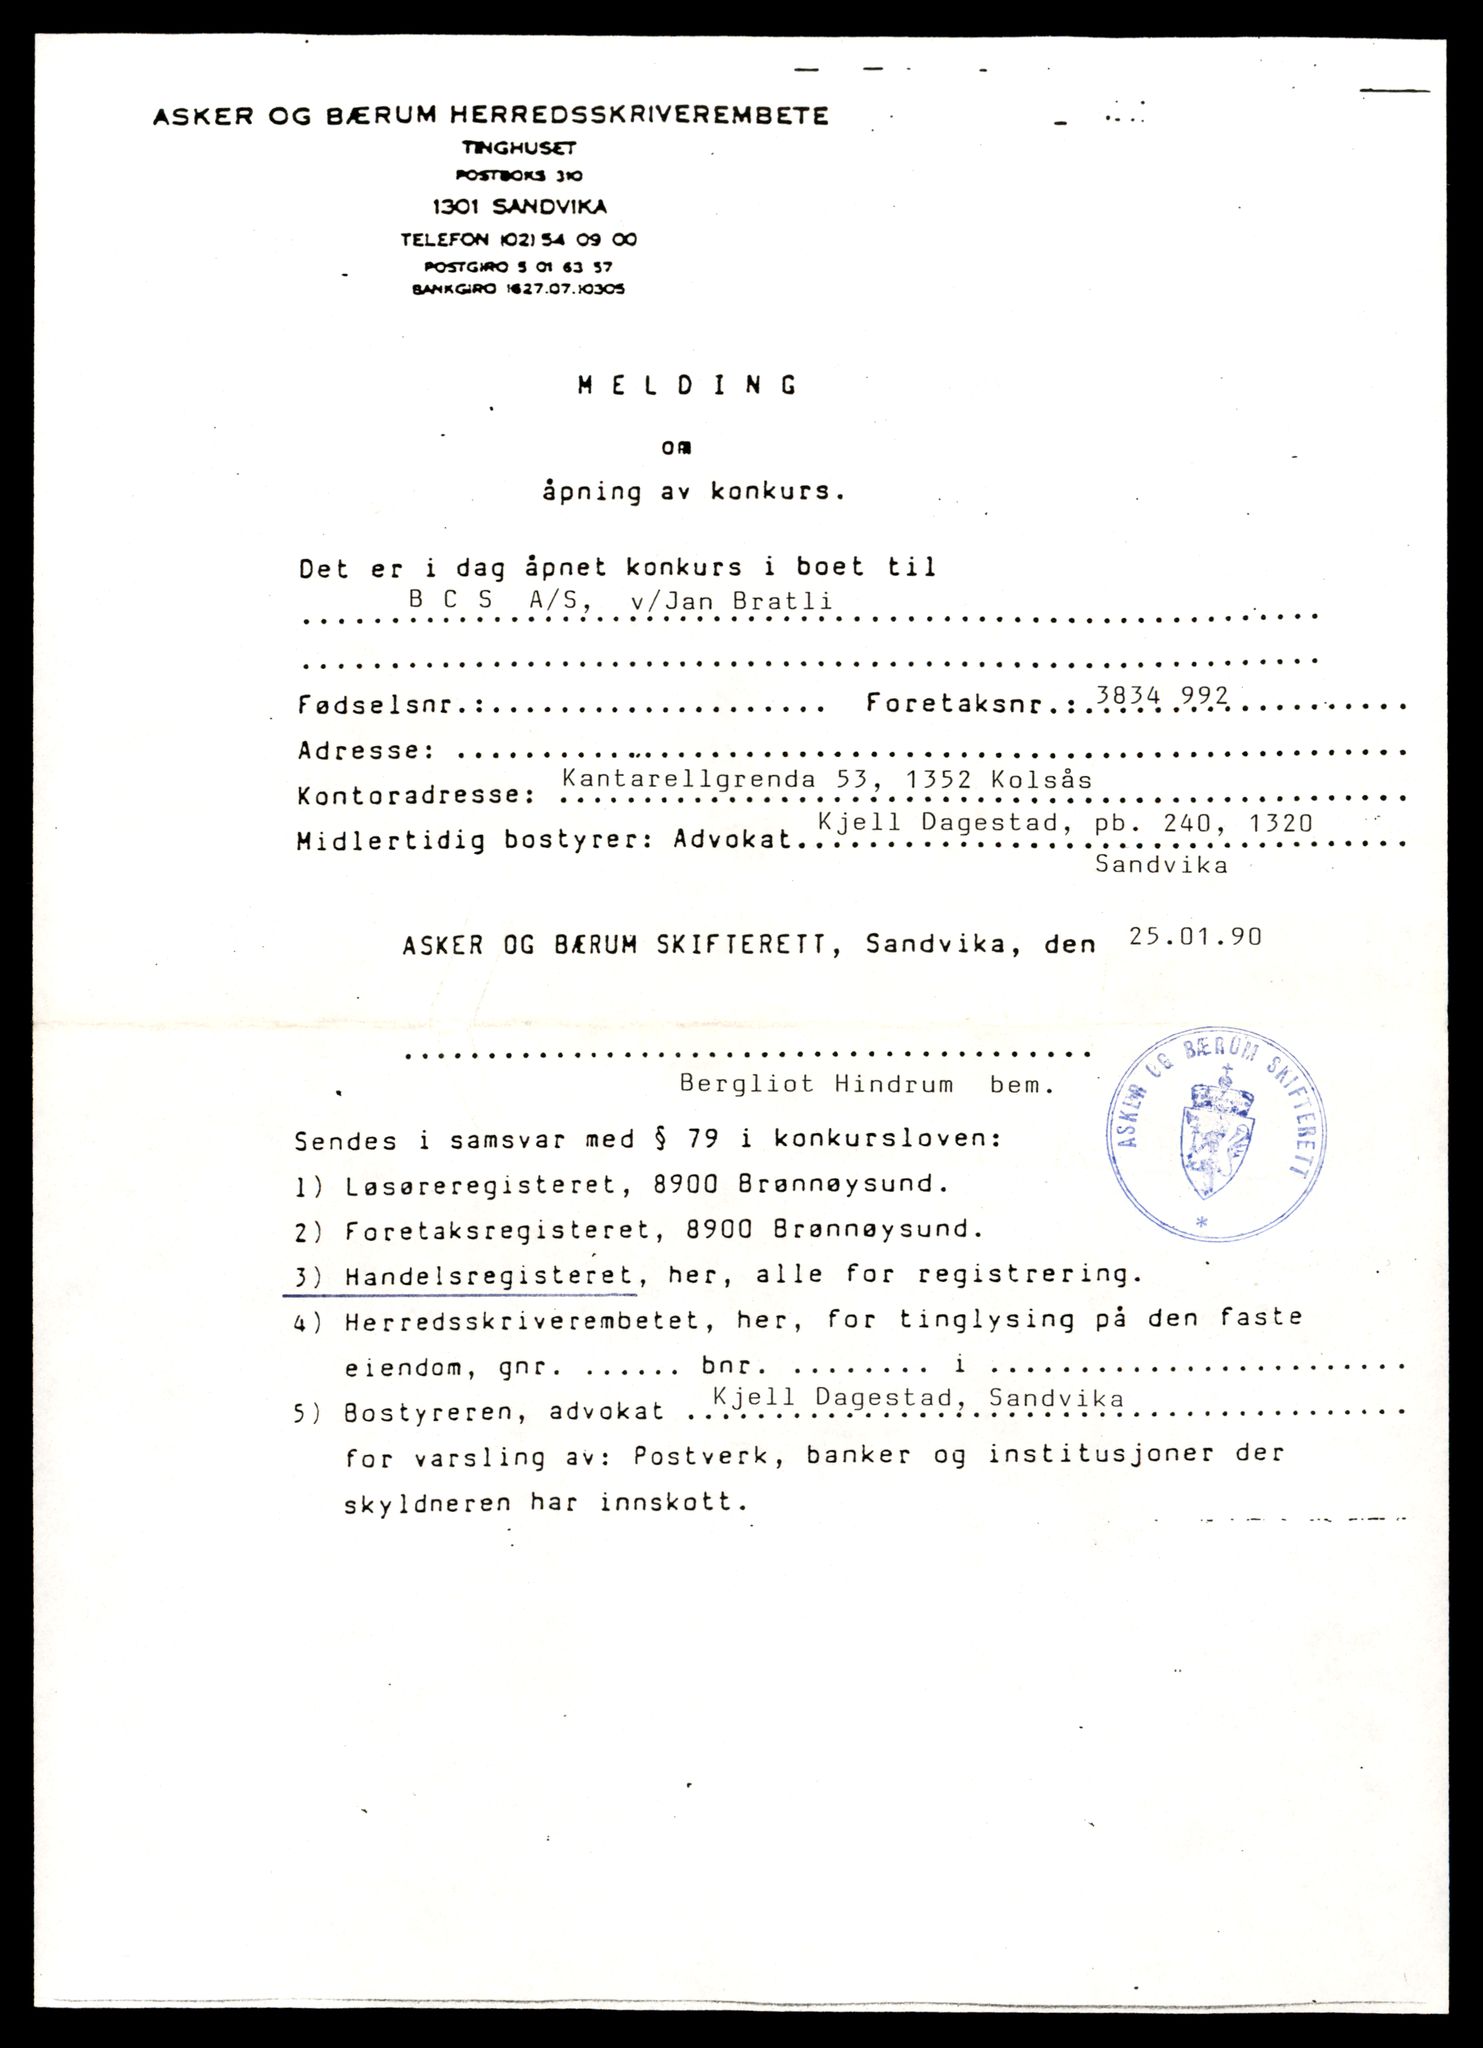 ASKER OG BÆRUM HERREDSSKRIVEREMBETE
TINGHUSET
POSTBOKS 310
1301 SANDVIKA
TELEFON (02) 54 09 00
POSTGIRO 5 01 63 57
BANKGIRO 1627.07.10305
M E L D I N G
om
åpning av konkurs.
Det er i dag åpnet konkurs i boet til
B C S A/S, v/Jan Bratli
Fødselsnr.:.................... Foretaksnr.: 3834 992
Adresse: ........................................................
Kontoradresse: Kantarellgrenda 53, 1352 Kolsås
Midlertidig bostyrer: Advokat Kjell Dagestad, pb. 240, 1320
Sandvika
ASKER OG BÆRUM SKIFTERETT, Sandvika, den 25.01.90
Bergliot Hindrum bem.
ASKER OG BÆRUM SKIFTERETT *
Sendes i samsvar med § 79 i konkursloven:
1) Løsøreregisteret, 8900 Brønnøysund.
2) Foretaksregisteret, 8900 Brønnøysund.
3) Handelsregisteret, her, alle for registrering.
4) Herredsskriverembetet, her, for tinglysing på den faste
eiendom, gnr. ...... bnr. ........ i ........................
5) Bostyreren, advokat Kjell Dagestad, Sandvika
for varsling av: Postverk, banker og institusjoner der
skyldneren har innskott.